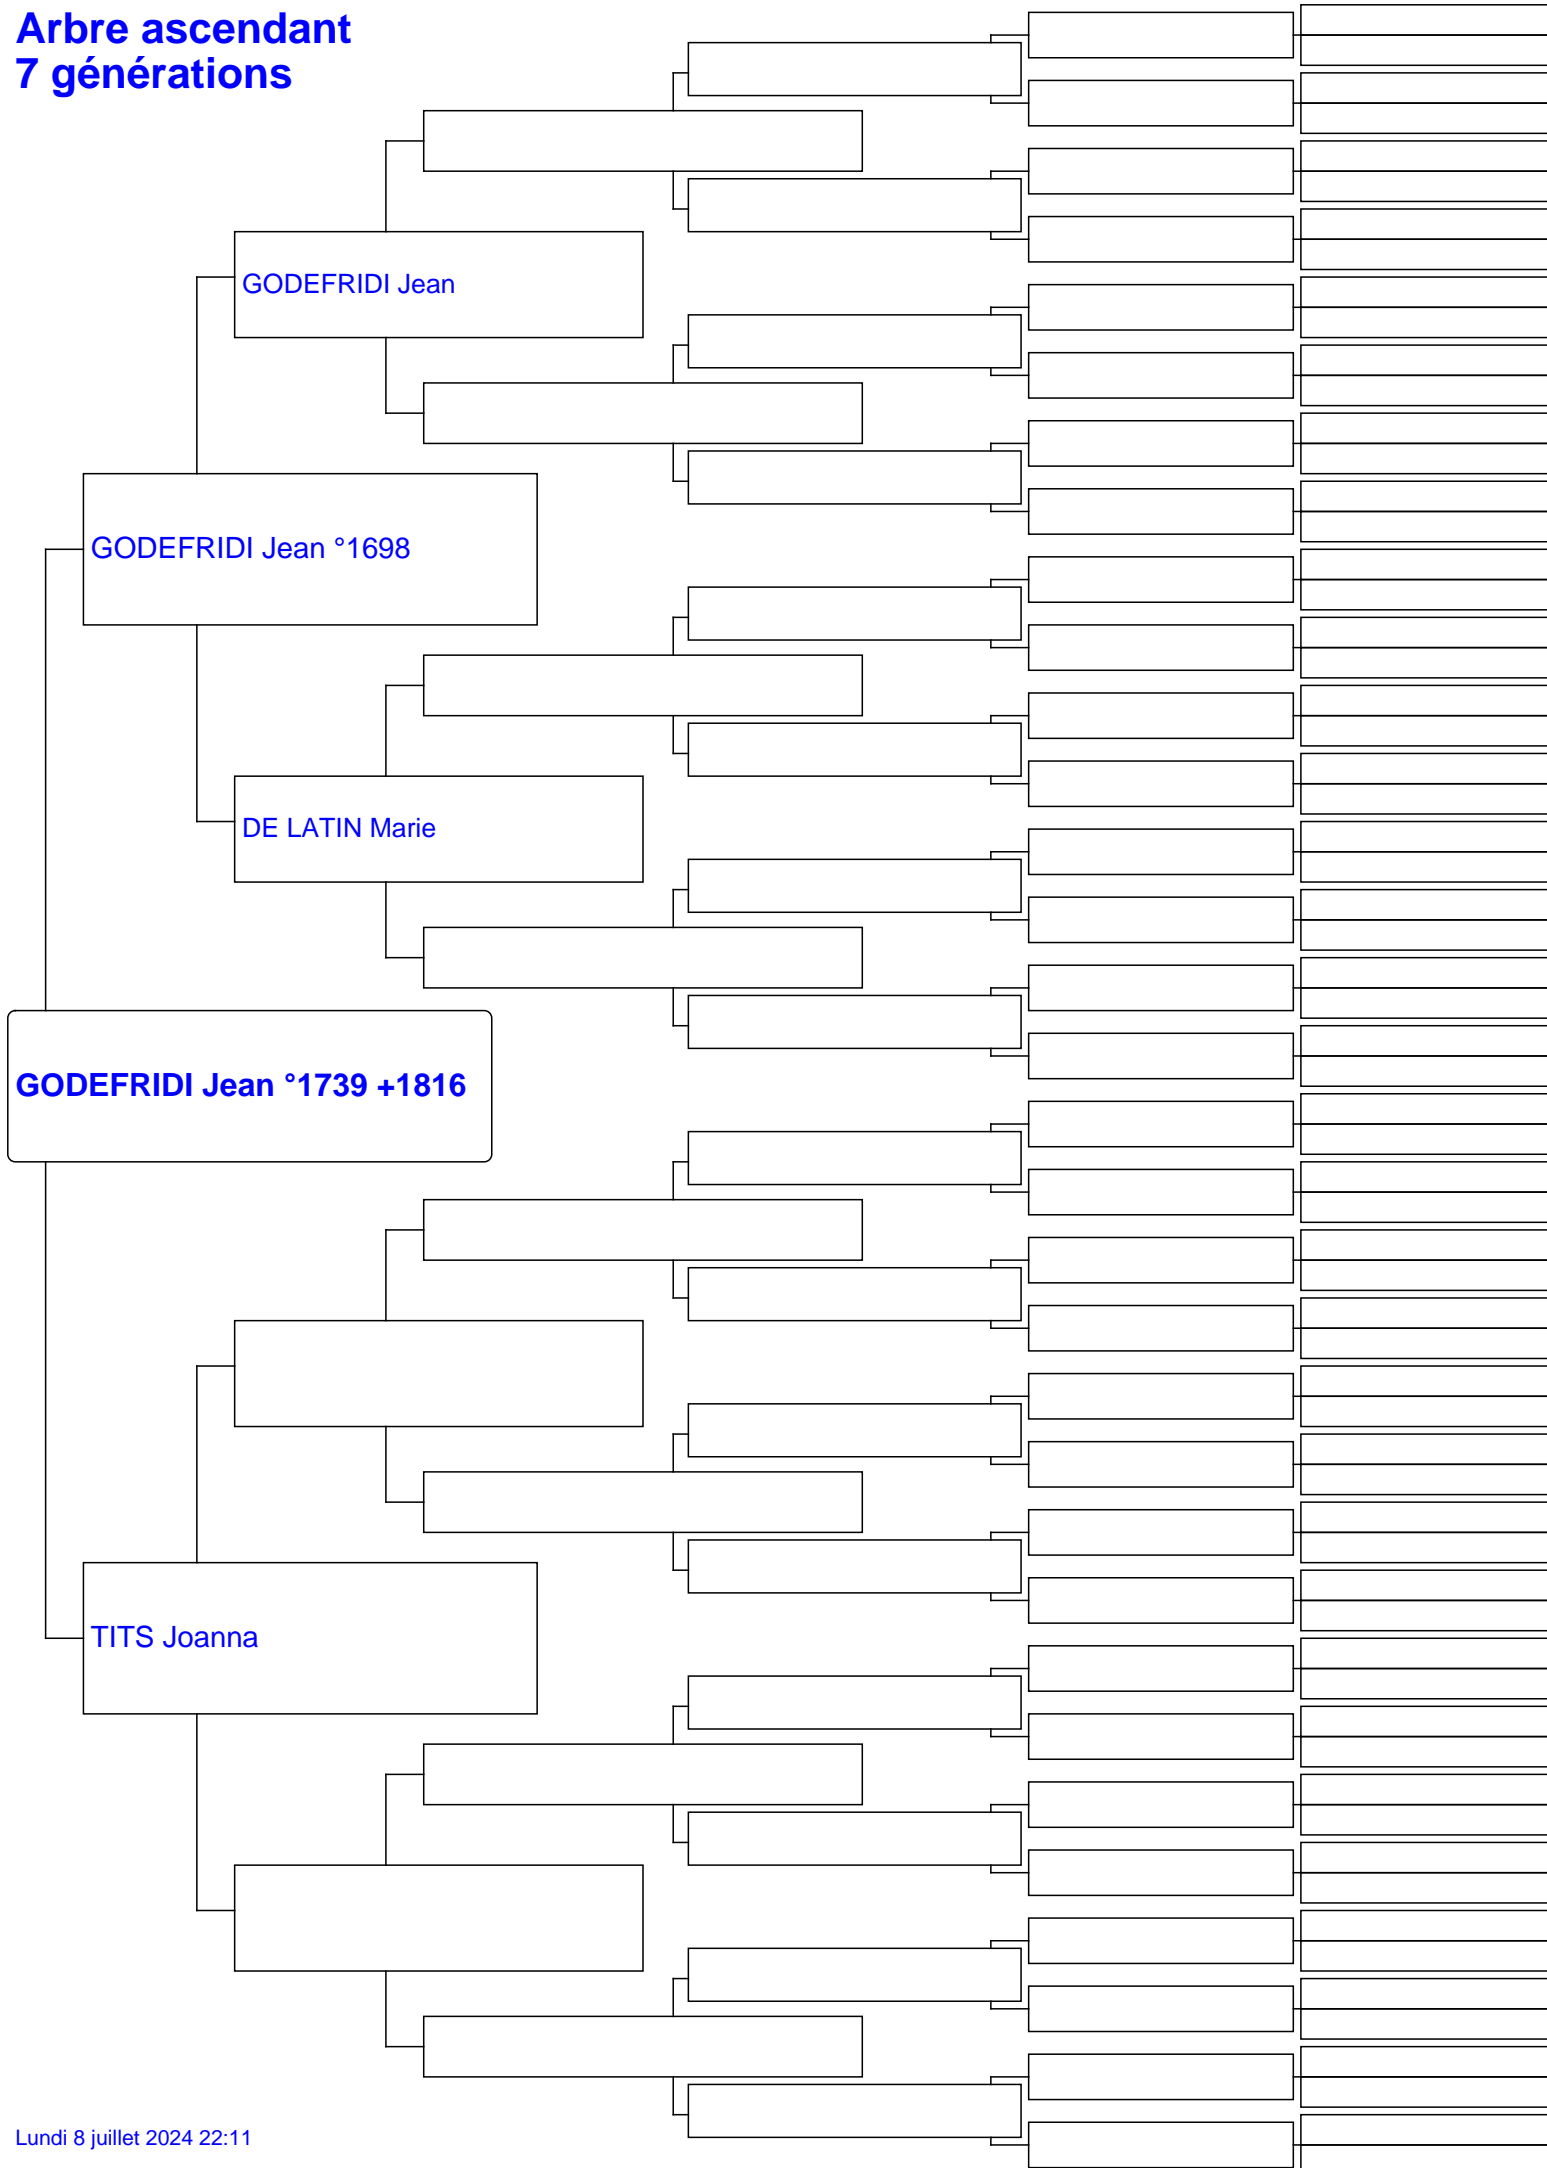 Arbre ascendant
7 générations
GODEFRIDI Jean
GODEFRIDI Jean °1698
DE LATIN Marie
GODEFRIDI Jean °1739 +1816
TITS Joanna
Lundi 8 juillet 2024 22:11